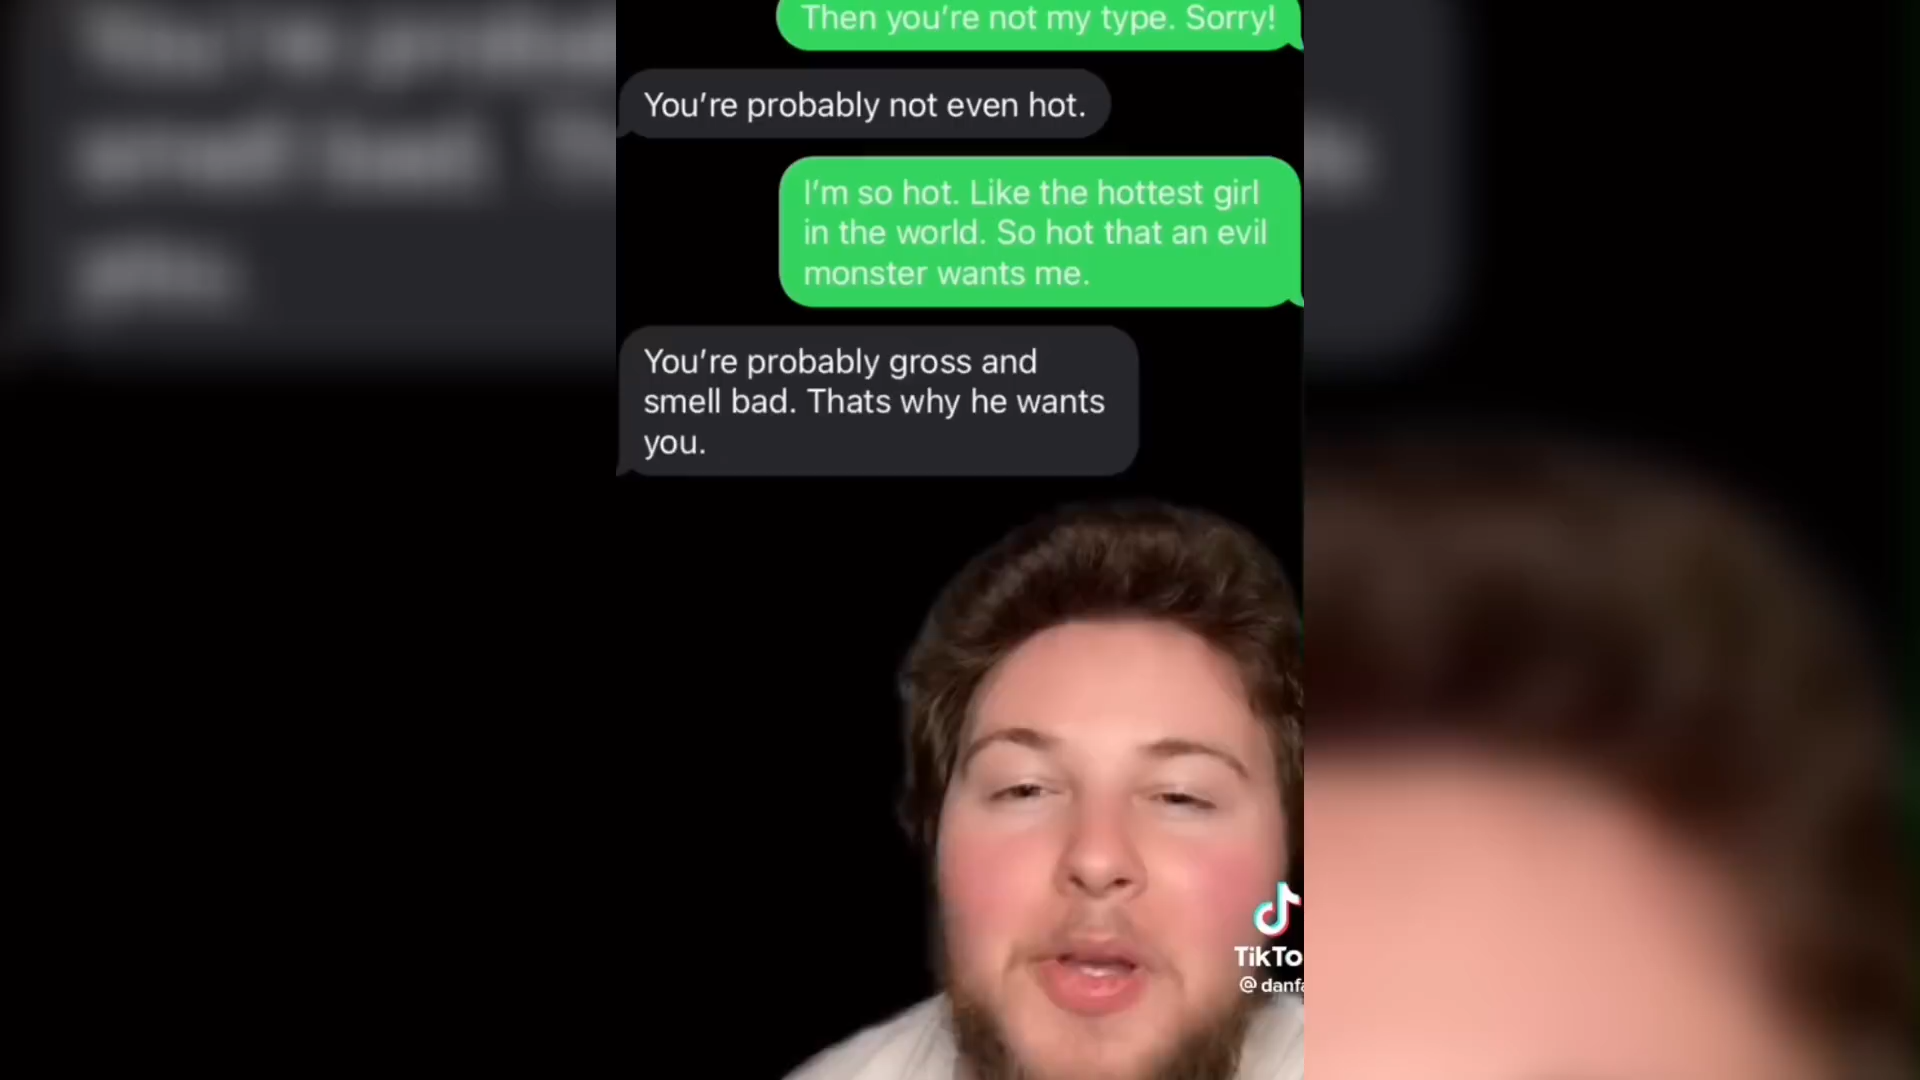 Then you’re not my type. Sorry!
You’re probably not even hot.
I’m so hot. Like the hottest girl
in the world. So hot that an evil
monster wants me.
You’re probably gross and
smell bad. Thats why he wants
you.
TikTo
@danfa